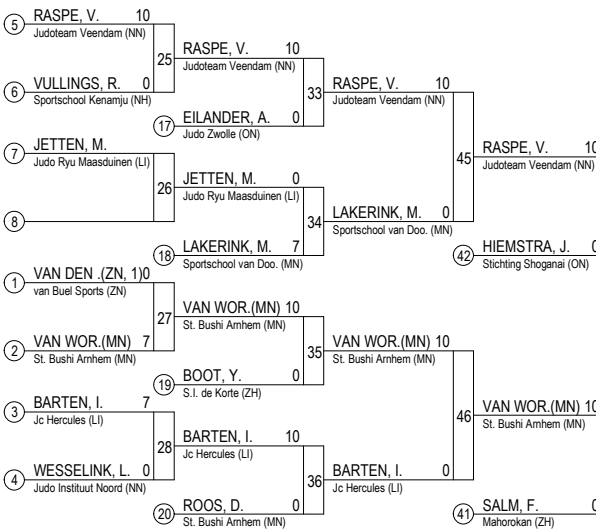 5 RASPE, V. 10
Judoteam Veendam (NN)
25 RASPE, V. 10
Judoteam Veendam (NN)
6 VULLINGS, R. 0
Sportschool Kenamju (NH)
33 RASPE, V. 10
Judoteam Veendam (NN)
17 EILANDER, A. 0
Judo Zwolle (ON)
7 JETTEN, M.
Judo Ryu Maasduinen (LI)
45 RASPE, V. 10
Judoteam Veendam (NN)
26 JETTEN, M. 0
Judo Ryu Maasduinen (LI)
8
34 LAKERINK, M. 0
Sportschool van Doo. (MN)
18 LAKERINK, M. 7
Sportschool van Doo. (MN)
42 HIEMSTRA, J. 0
Stichting Shoganai (ON)
1 VAN DEN .(ZN, 1)0
van Buel Sports (ZN)
27 VAN WOR.(MN) 10
St. Bushi Arnhem (MN)
2 VAN WOR.(MN) 7
St. Bushi Arnhem (MN)
35 VAN WOR.(MN) 10
St. Bushi Arnhem (MN)
19 BOOT, Y. 0
S.I. de Korte (ZH)
3 BARTEN, I. 7
Jc Hercules (LI)
46 VAN WOR.(MN) 10
St. Bushi Arnhem (MN)
28 BARTEN, I. 10
Jc Hercules (LI)
4 WESSELINK, L. 0
Judo Instituut Noord (NN)
36 BARTEN, I. 0
Jc Hercules (LI)
20 ROOS, D. 0
St. Bushi Arnhem (MN)
41 SALM, F. 0
Mahorokan (ZH)